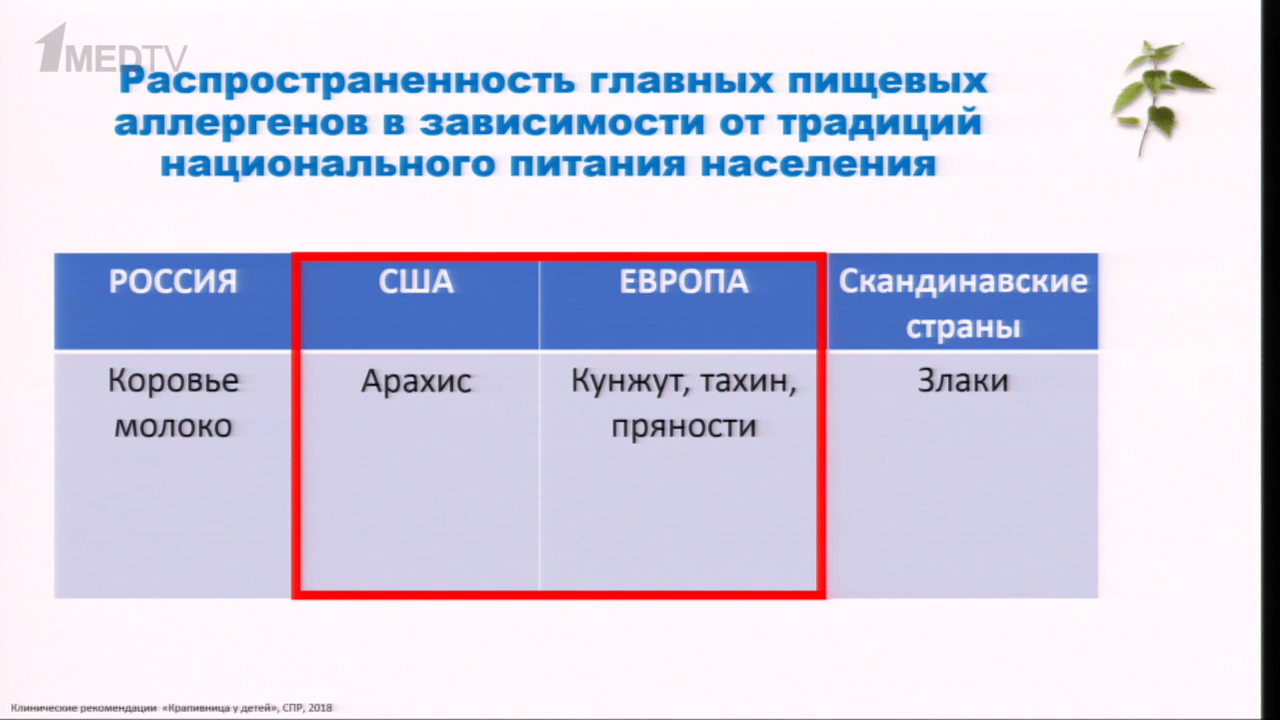 1MEDTV
Распространенность главных пищевых
аллергенов в зависимости от традиций
национального питания населения
РОССИЯ
США
ЕВРОПА
Скандинавские
страны
Коровье
молоко
Арахис
Кунжут, тахин,
пряности
Злаки
Клинические рекомендации «Крапивница у детей», СПР, 2018